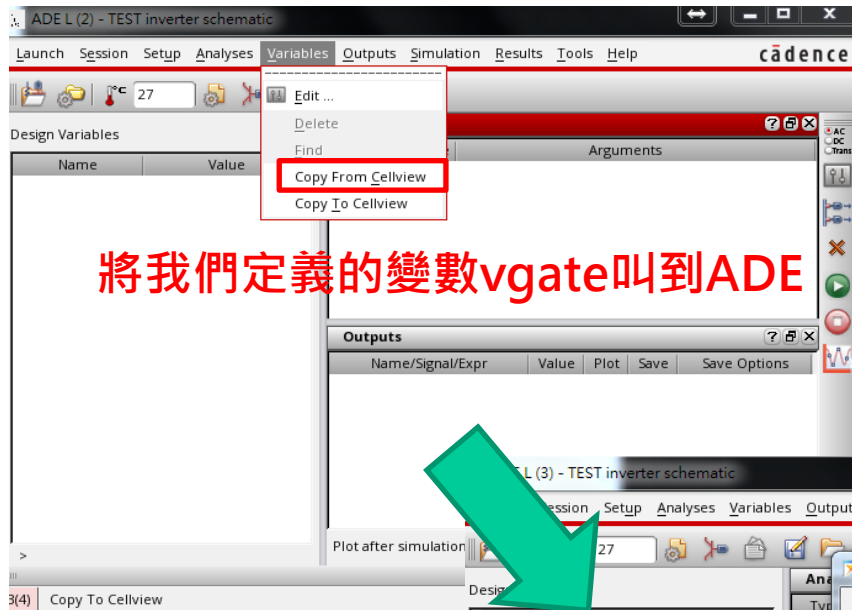 ADE L (2) - TEST inverter schematic
Launch Session Setup Analyses Variables Outputs Simulation Results Tools Help cādence
27
Edit ...
Delete
Find
Copy From Cellview
Copy To Cellview
Design Variables
Name Value
Arguments
AC
DC
Trans
將我們定義的變數vgate叫到ADE
Outputs
Name/Signal/Expr Value Plot Save Save Options
L (3) - TEST inverter schematic
ession Setup Analyses Variables Output
Plot after simulation
27
>
Desig
Ana
Typ
3(4) Copy To Cellview